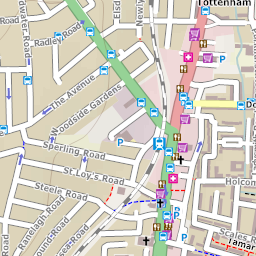 Tottenham
Radley Road
The Avenue
Woodside Gardens
Sperling Road
St.Loy's Road
Steele Road
Ranelagh Road
Holcom
Scales R
Tamar
Do
P
P
P
P